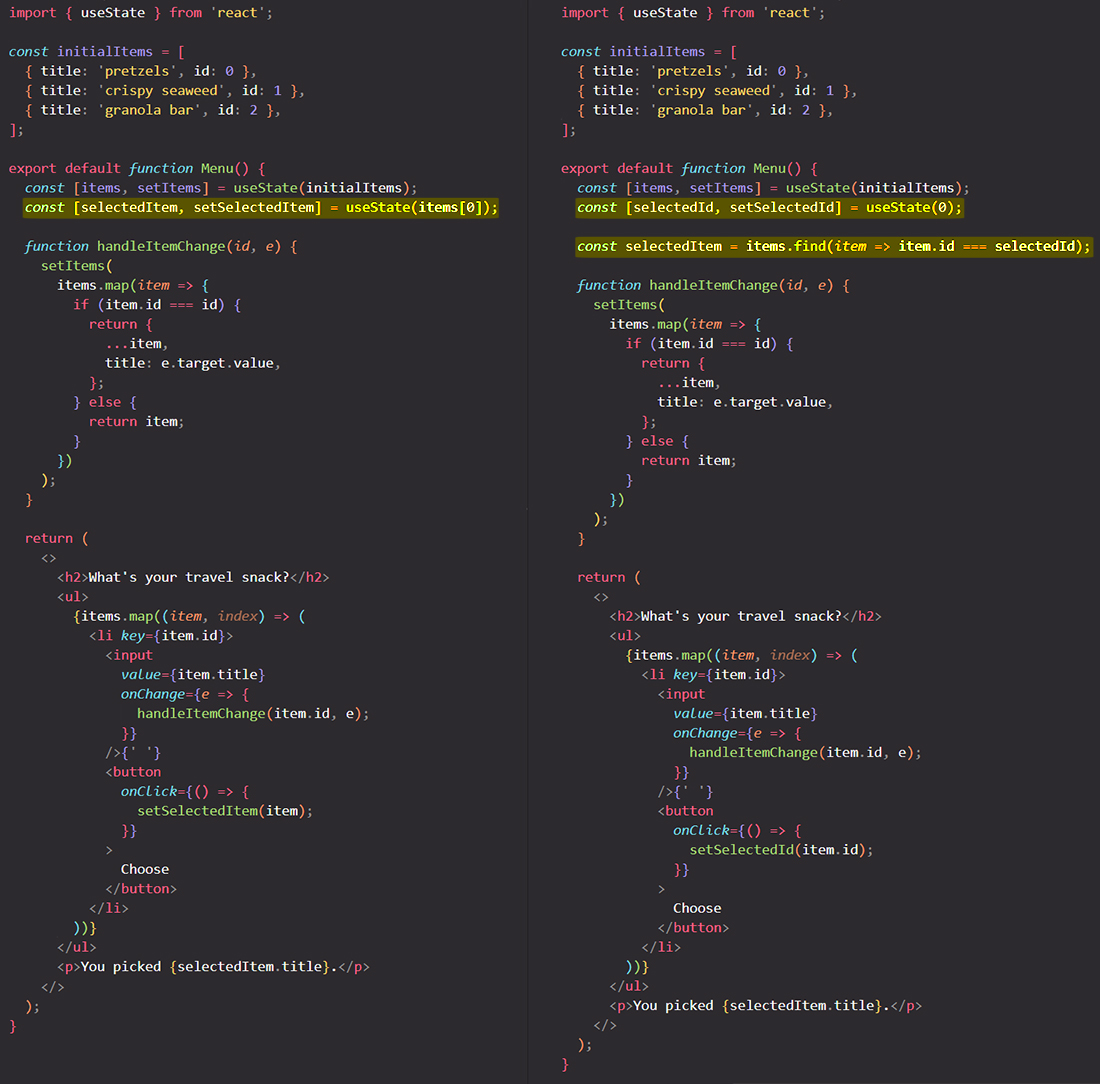 import { useState } from 'react';

const initialItems = [
  { title: 'pretzels', id: 0 },
  { title: 'crispy seaweed', id: 1 },
  { title: 'granola bar', id: 2 },
];

export default function Menu() {
  const [items, setItems] = useState(initialItems);
  const [selectedItem, setSelectedItem] = useState(items[0]);

  function handleItemChange(id, e) {
    setItems(
      items.map(item => {
        if (item.id === id) {
          return {
            ...item,
            title: e.target.value,
          };
        } else {
          return item;
        }
      })
    );
  }

  return (
    <>
      <h2>What's your travel snack?</h2>
      <ul>
        {items.map((item, index) => (
          <li key={item.id}>
            <input
              value={item.title}
              onChange={e => {
                handleItemChange(item.id, e);
              }}
            />{' '}
            <button
              onClick={() => {
                setSelectedItem(item);
              }}
            >
              Choose
            </button>
          </li>
        ))}
      </ul>
      <p>You picked {selectedItem.title}.</p>
    </>
  );
}

import { useState } from 'react';

const initialItems = [
  { title: 'pretzels', id: 0 },
  { title: 'crispy seaweed', id: 1 },
  { title: 'granola bar', id: 2 },
];

export default function Menu() {
  const [items, setItems] = useState(initialItems);
  const [selectedId, setSelectedId] = useState(0);

  const selectedItem = items.find(item => item.id === selectedId);

  function handleItemChange(id, e) {
    setItems(
      items.map(item => {
        if (item.id === id) {
          return {
            ...item,
            title: e.target.value,
          };
        } else {
          return item;
        }
      })
    );
  }

  return (
    <>
      <h2>What's your travel snack?</h2>
      <ul>
        {items.map((item, index) => (
          <li key={item.id}>
            <input
              value={item.title}
              onChange={e => {
                handleItemChange(item.id, e);
              }}
            />{' '}
            <button
              onClick={() => {
                setSelectedId(item.id);
              }}
            >
              Choose
            </button>
          </li>
        ))}
      </ul>
      <p>You picked {selectedItem.title}.</p>
    </>
  );
}